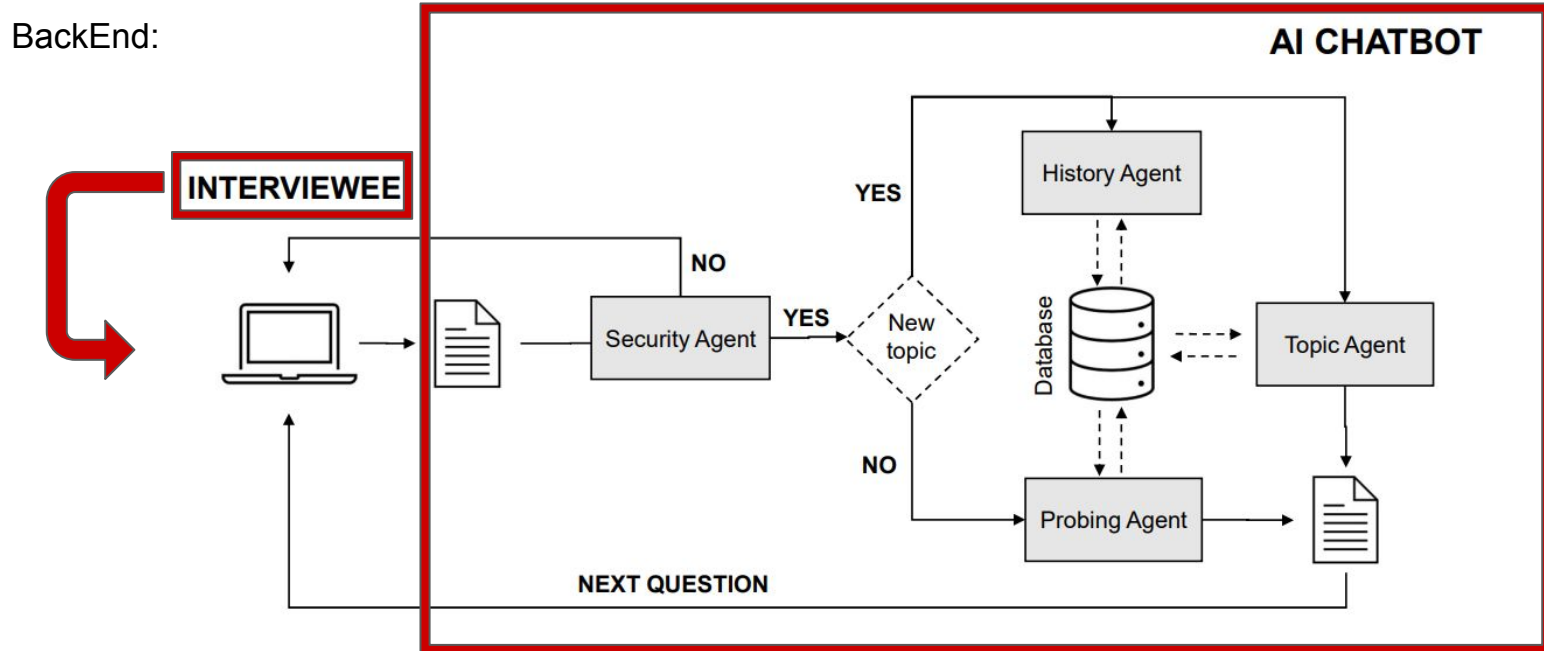 BackEnd:
AI CHATBOT
INTERVIEWEE
History Agent
YES
NO
Security Agent
YES
New
topic
Database
Topic Agent
NO
Probing Agent
NEXT QUESTION